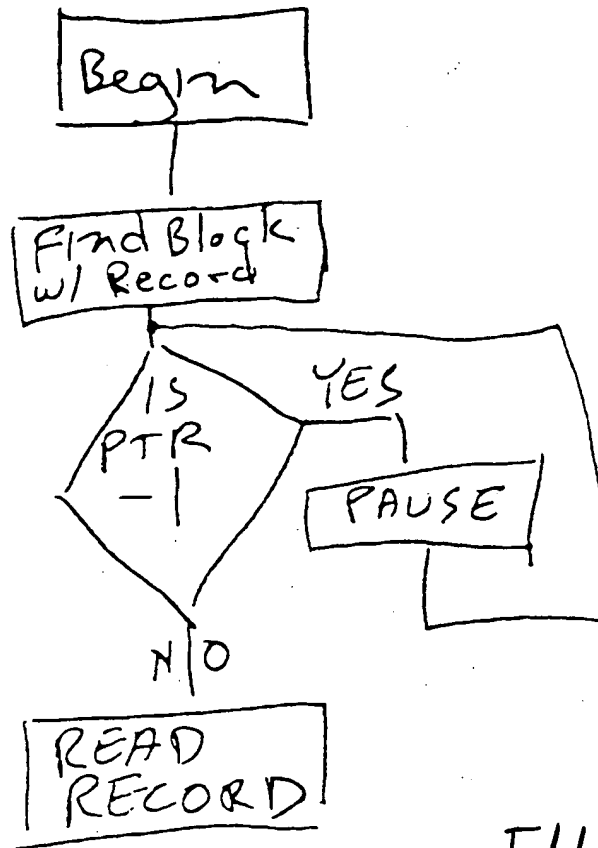 Begin
Find Block
w/ Record
IS
PTR
-1
YES
PAUSE
NO
READ
RECORD